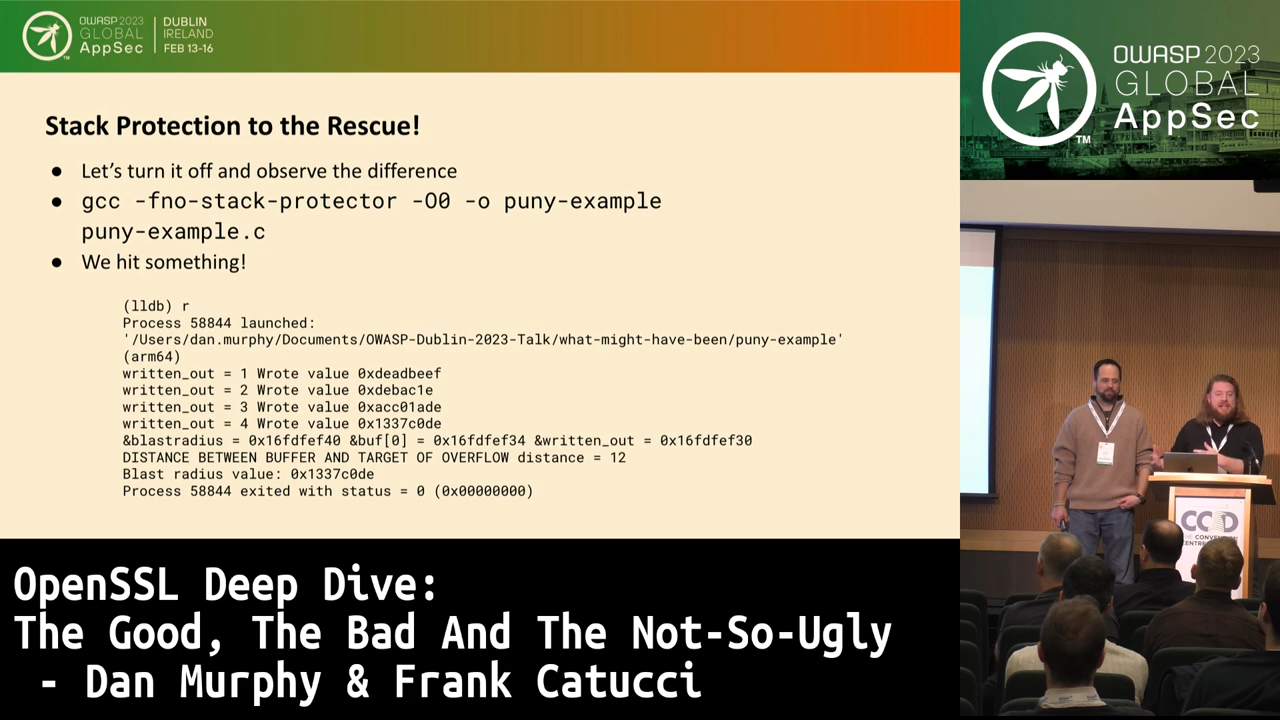 OWASP 2023
GLOBAL
AppSec
DUBLIN
IRELAND
FEB 13-16
TM
Stack Protection to the Rescue!
● Let's turn it off and observe the difference
● gcc -fno-stack-protector -O0 -o puny-example
puny-example.c
● We hit something!
(lldb) r
Process 58844 launched:
'/Users/dan.murphy/Documents/OWASP-Dublin-2023-Talk/what-might-have-been/puny-example'
(arm64)
written_out = 1 Wrote value 0xdeadbeef
written_out = 2 Wrote value 0xdebac1e
written_out = 3 Wrote value 0xacc01ade
written_out = 4 Wrote value 0x1337c0de
&blastradius = 0x16fdfef40 &buf[0] = 0x16fdfef34 &written_out = 0x16fdfef30
DISTANCE BETWEEN BUFFER AND TARGET OF OVERFLOW distance = 12
Blast radius value: 0x1337c0de
Process 58844 exited with status = 0 (0x00000000)
OWASP 2023
GLOBAL
AppSec
TM
OpenSSL Deep Dive:
The Good, The Bad And The Not-So-Ugly
- Dan Murphy & Frank Catucci